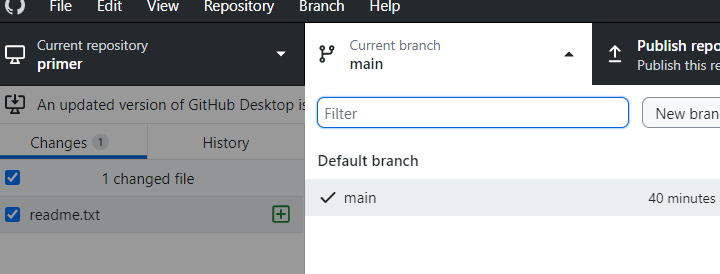 File Edit View Repository Branch Help
Current repository
primer
Current branch
main
Publish repo
Publish this re
An updated version of GitHub Desktop is
Filter
New bran
Changes 1
History
Default branch
1 changed file
main
40 minutes
readme.txt